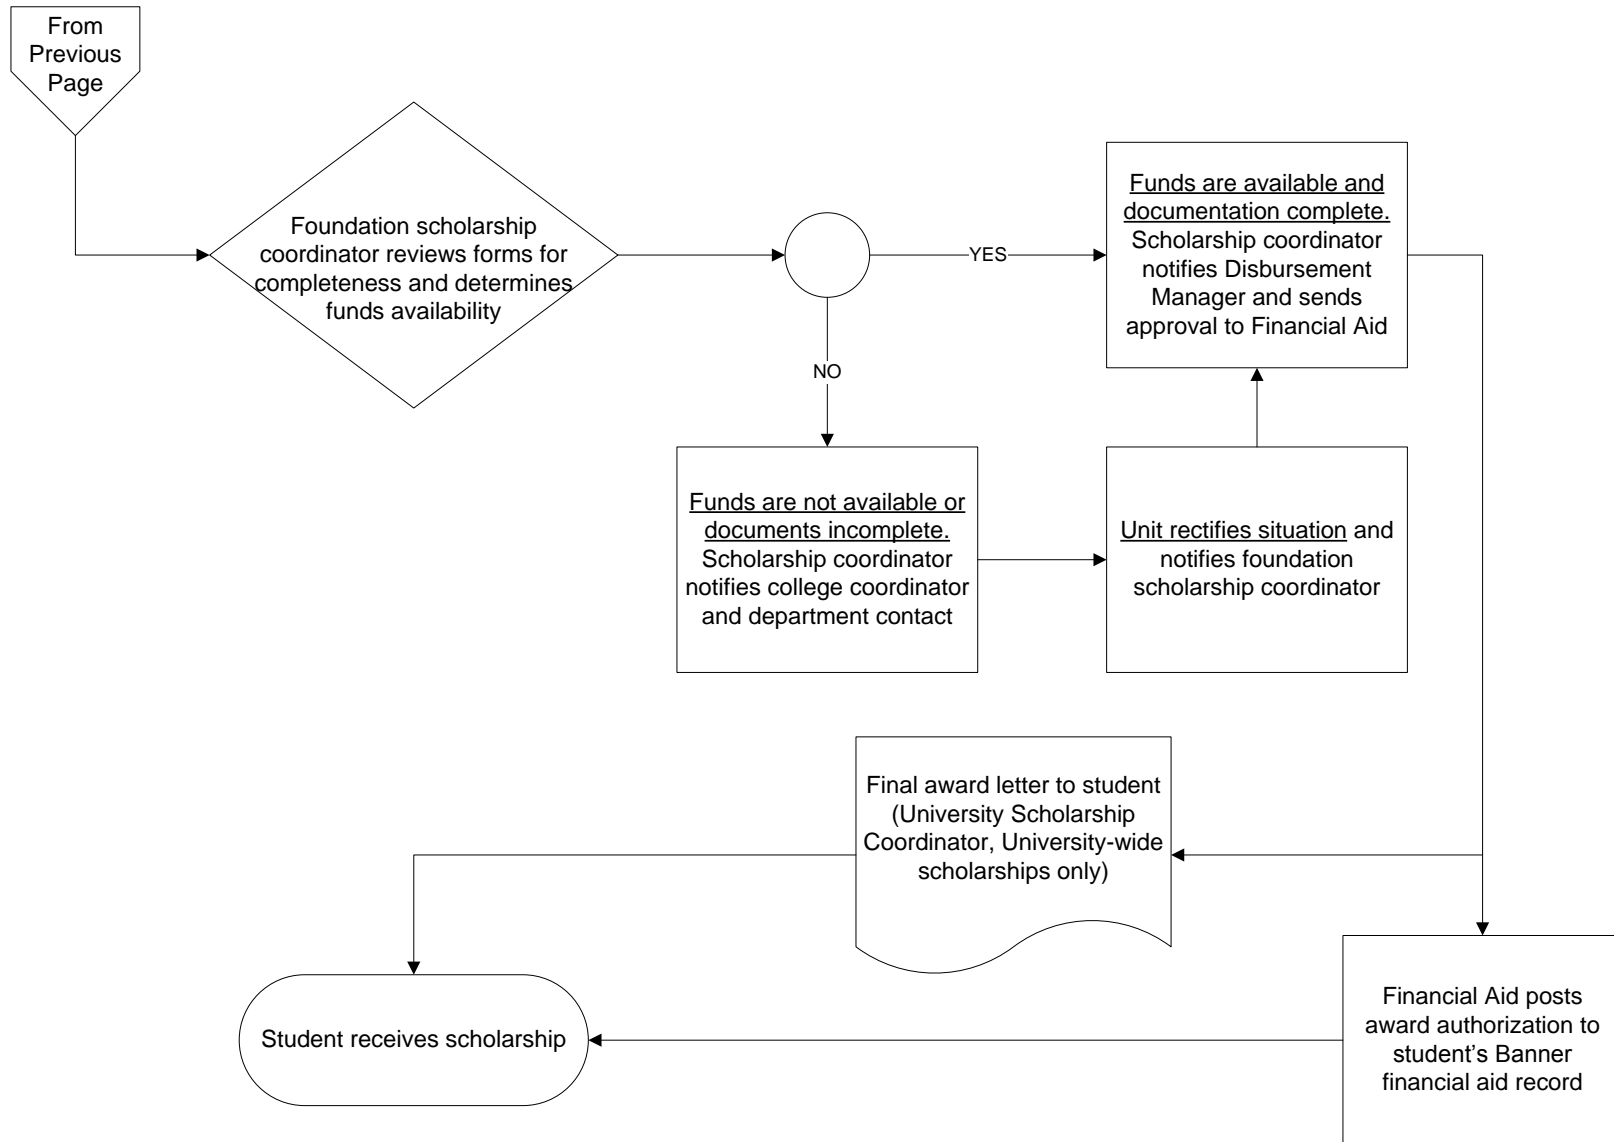 From
Previous
Page
Foundation scholarship
coordinator reviews forms for
completeness and determines
funds availability
YES
Funds are available and
documentation complete.
Scholarship coordinator
notifies Disbursement
Manager and sends
approval to Financial Aid
NO
Funds are not available or
documents incomplete.
Scholarship coordinator
notifies college coordinator
and department contact
Unit rectifies situation and
notifies foundation
scholarship coordinator
Final award letter to student
(University Scholarship
Coordinator, University-wide
scholarships only)
Student receives scholarship
Financial Aid posts
award authorization to
student’s Banner
financial aid record